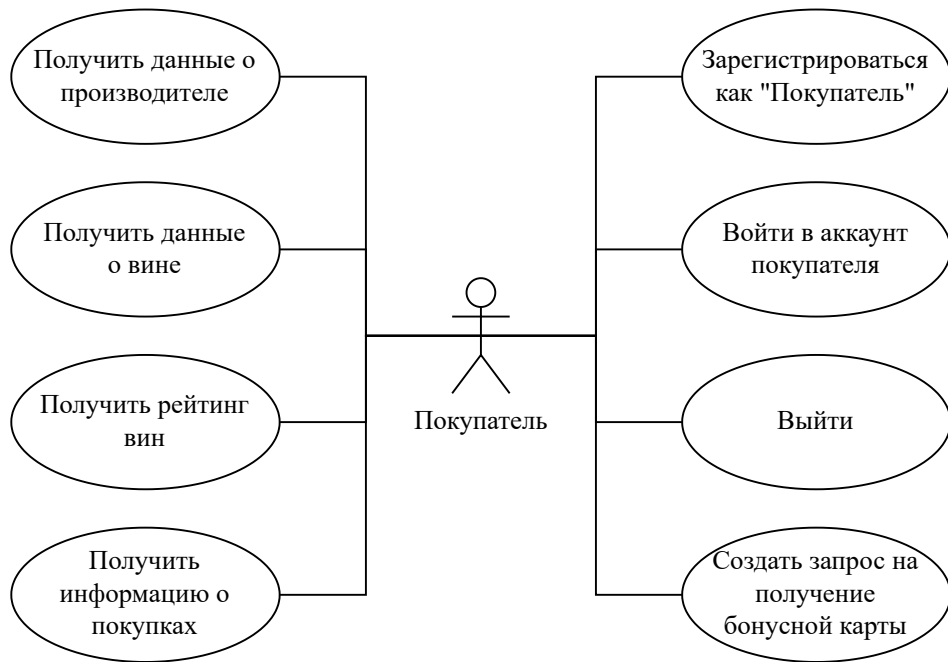 Получить данные о
производителе
Получить данные
о вине
Получить рейтинг
вин
Получить
информацию о
покупках
Покупатель
Зарегистрироваться
как "Покупатель"
Войти в аккаунт
покупателя
Выйти
Создать запрос на
получение
бонусной карты